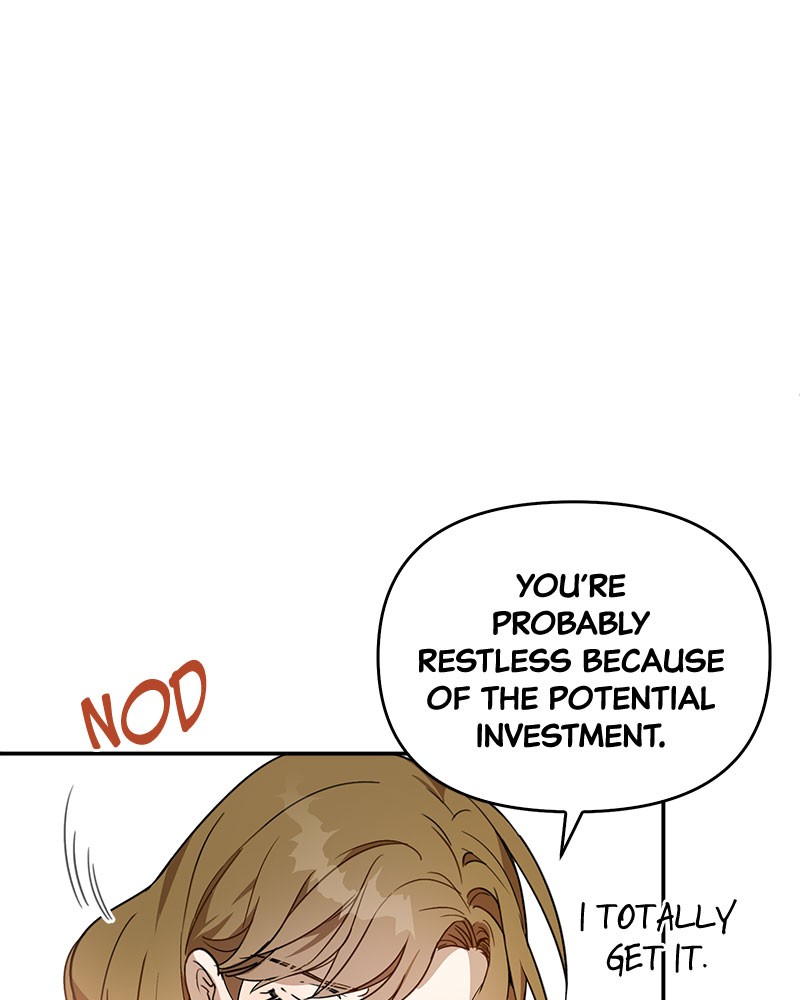 YOU'RE
PROBABLY
RESTLESS BECAUSE
OF THE POTENTIAL
INVESTMENT.
NOD
I TOTALLY
GET IT.